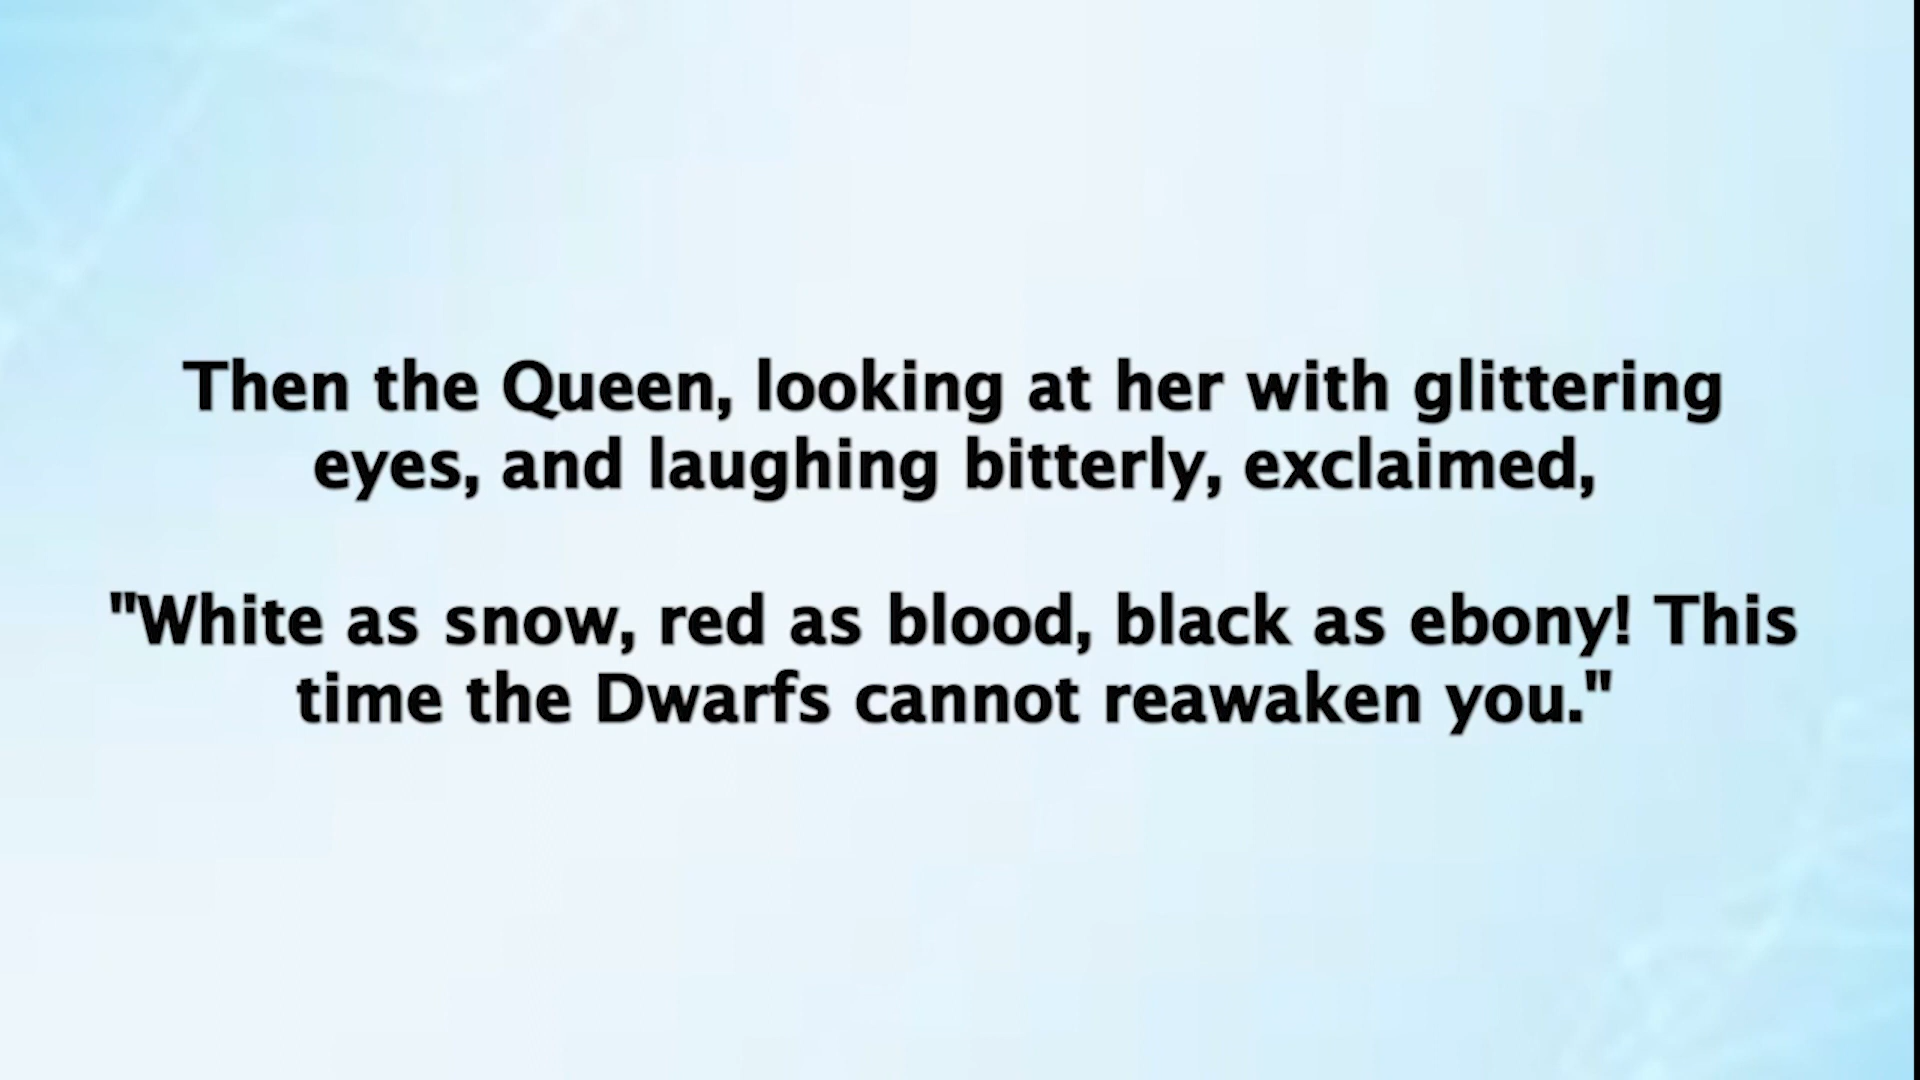 Then the Queen, looking at her with glittering
eyes, and laughing bitterly, exclaimed,
"White as snow, red as blood, black as ebony! This
time the Dwarfs cannot reawaken you."